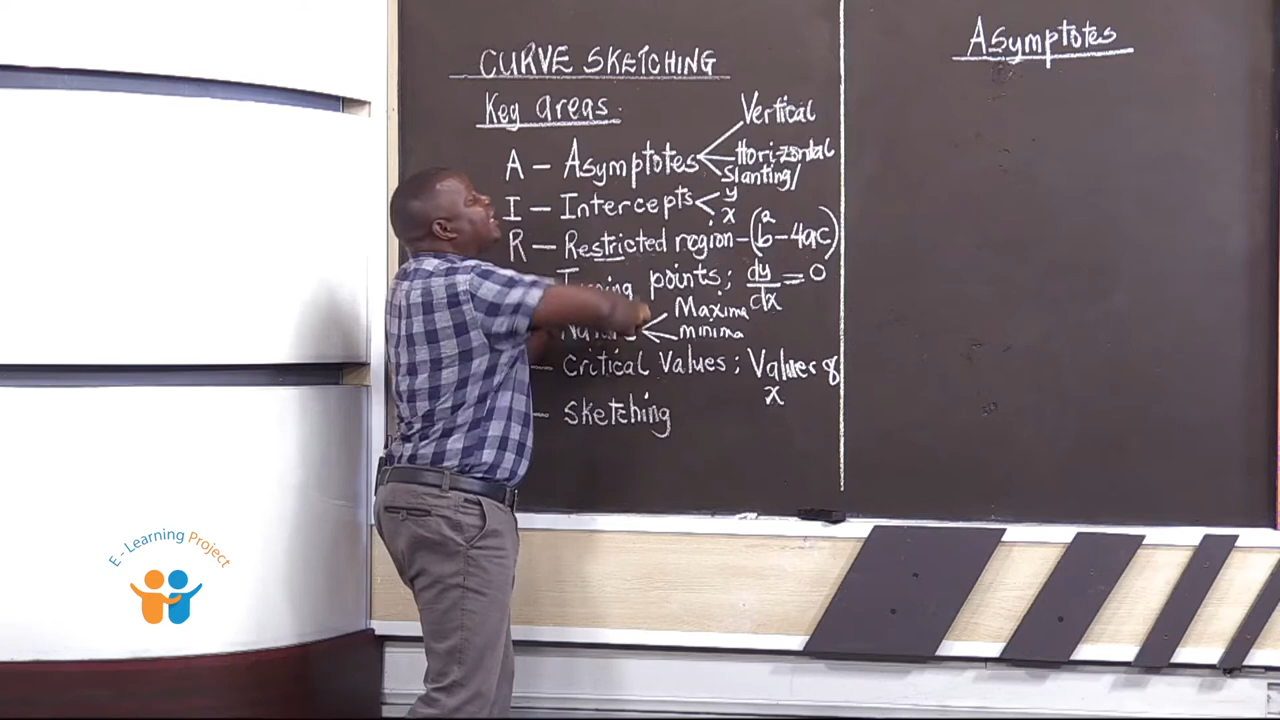 CURVE SKETCHING
Key areas.
A - Asymptotes Vertical
Horizontal
Slanting/
I - Intercepts y
x
R - Restricted region - (b² - 4ac)
points; dy/dx = 0
Maxima
minima
- Critical Values; Values of
x
- Sketching
Asymptotes
E - Learning Project